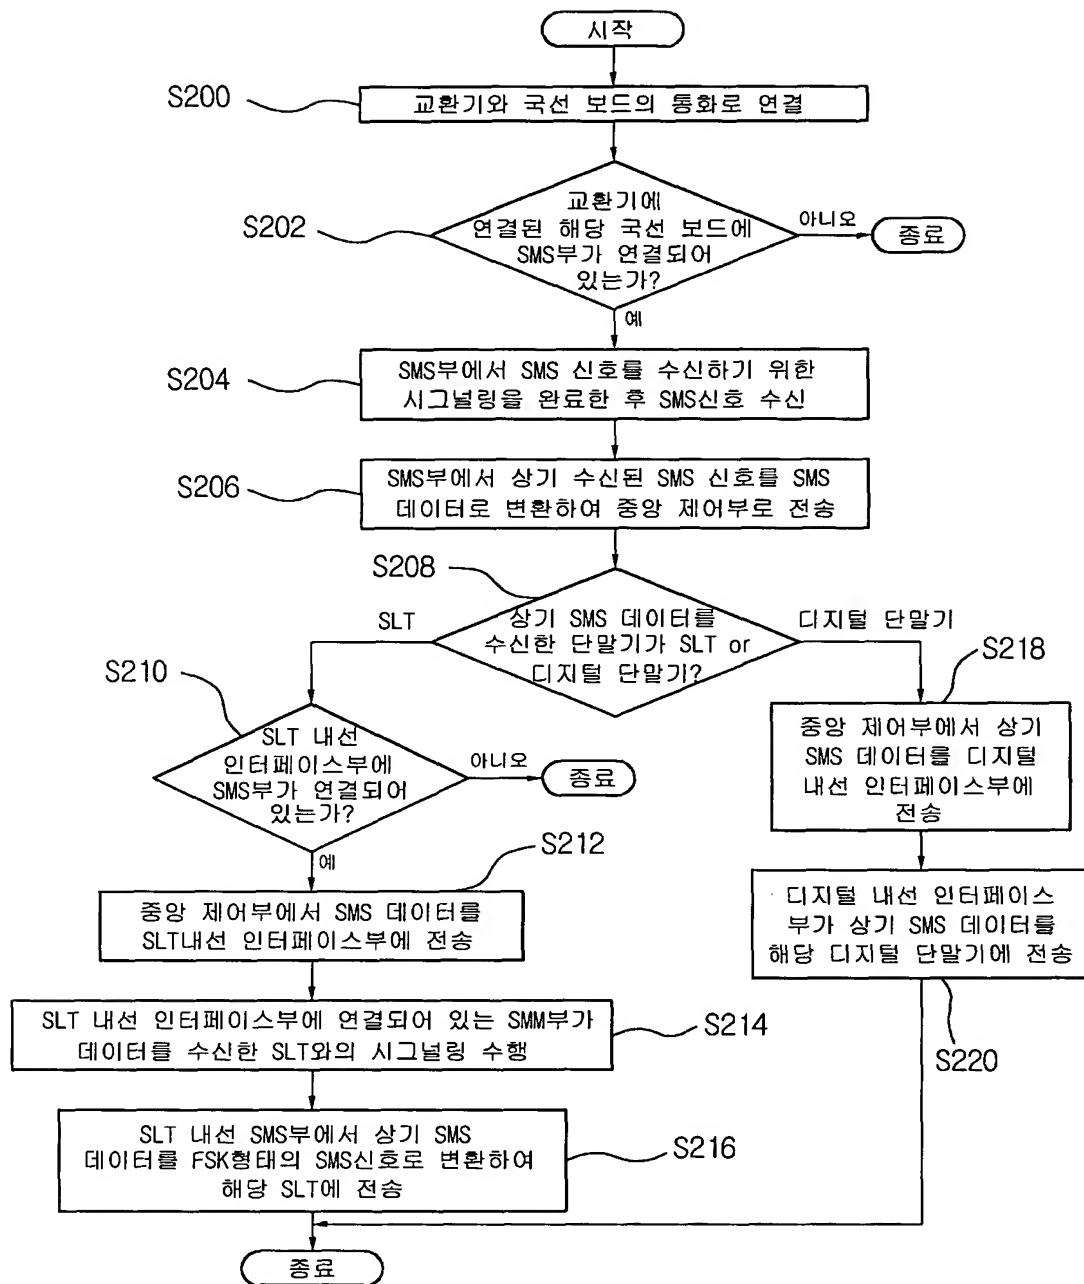 시작
S200
교환기와 국선 보드의 통화로 연결
S202
교환기에
연결된 해당 국선 보드에
SMS부가 연결되어
있는가?
아니오
종료
예
S204
SMS부에서 SMS 신호를 수신하기 위한
시그널링을 완료한 후 SMS신호 수신
S206
SMS부에서 상기 수신된 SMS 신호를 SMS
데이터로 변환하여 중앙 제어부로 전송
S208
SLT
상기 SMS 데이터를
수신한 단말기가 SLT or
디지털 단말기?
디지털 단말기
S210
SLT 내선
인터페이스부에
SMS부가 연결되어
있는가?
아니오
종료
예
S218
중앙 제어부에서 상기
SMS 데이터를 디지털
내선 인터페이스부에
전송
S212
중앙 제어부에서 SMS 데이터를
SLT내선 인터페이스부에 전송
디지털 내선 인터페이스
부가 상기 SMS 데이터를
해당 디지털 단말기에 전송
S220
SLT 내선 인터페이스부에 연결되어 있는 SMM부가
데이터를 수신한 SLT와의 시그널링 수행
S214
SLT 내선 SMS부에서 상기 SMS
데이터를 FSK형태의 SMS신호로 변환하여
해당 SLT에 전송
S216
종료